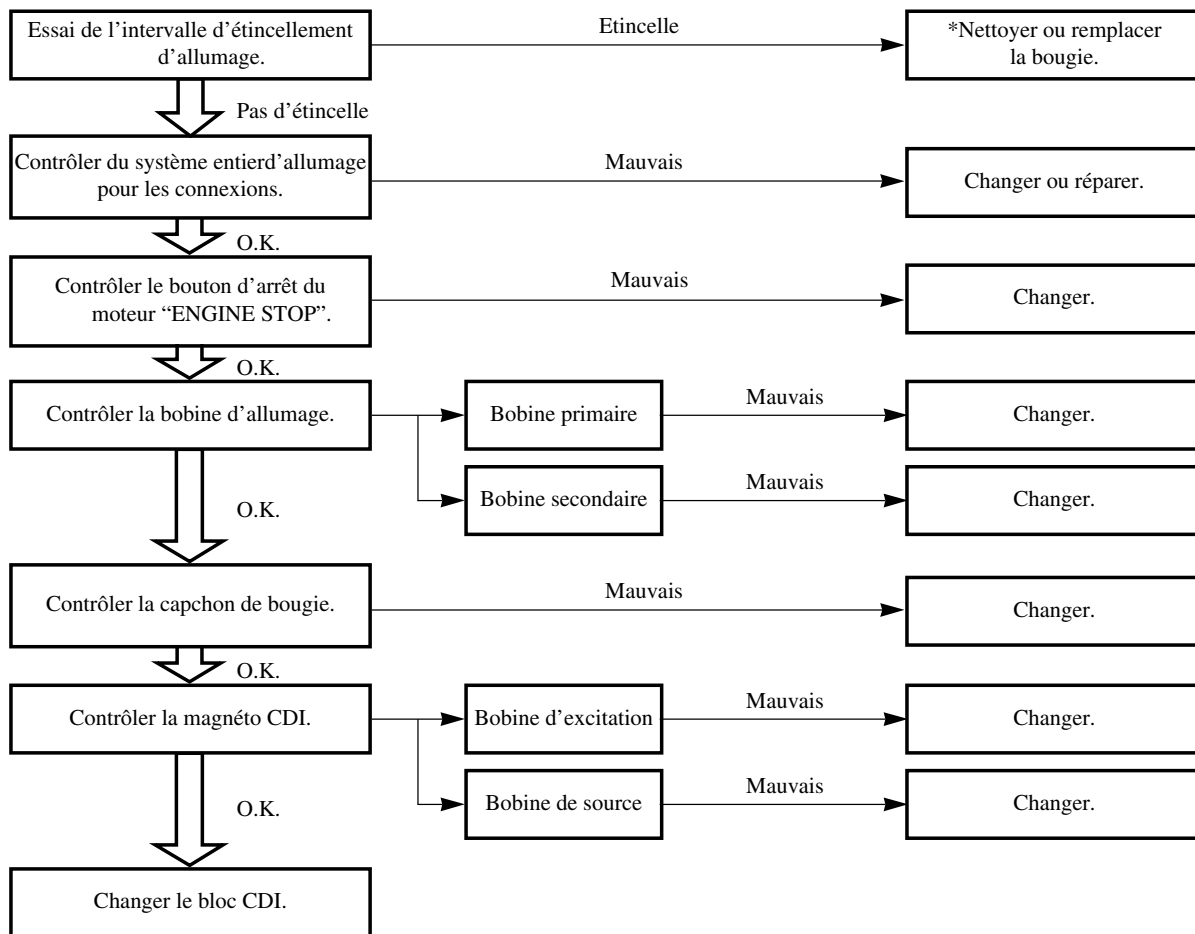 Essai de l’intervalle d’étincellement
d’allumage.
Etincelle
*Nettoyer ou remplacer
la bougie.
Pas d’étincelle
Contrôler du système entierd’allumage
pour les connexions.
Mauvais
Changer ou réparer.
O.K.
Contrôler le bouton d’arrêt du
moteur “ENGINE STOP”.
Mauvais
Changer.
O.K.
Contrôler la bobine d’allumage.
Bobine primaire
Mauvais
Changer.
Bobine secondaire
Mauvais
Changer.
O.K.
Contrôler la capchon de bougie.
Mauvais
Changer.
O.K.
Contrôler la magnéto CDI.
Bobine d’excitation
Mauvais
Changer.
Bobine de source
Mauvais
Changer.
O.K.
Changer le bloc CDI.